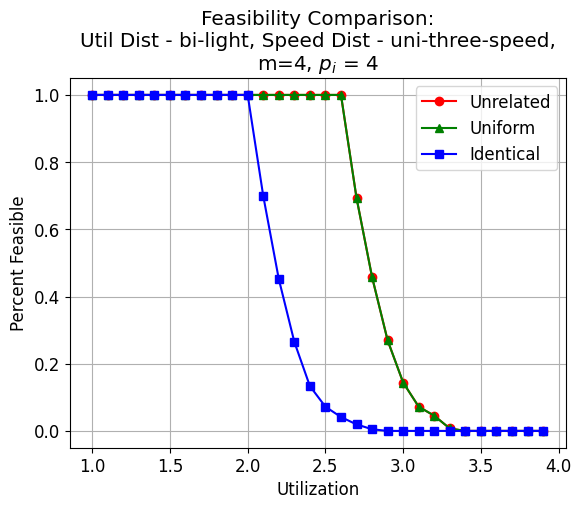 Feasibility Comparison:
Util Dist - bi-light, Speed Dist - uni-three-speed,
m=4, p_i = 4
Unrelated
Uniform
Identical
Percent Feasible
1.0
0.8
0.6
0.4
0.2
0.0
1.0 1.5 2.0 2.5 3.0 3.5 4.0
Utilization